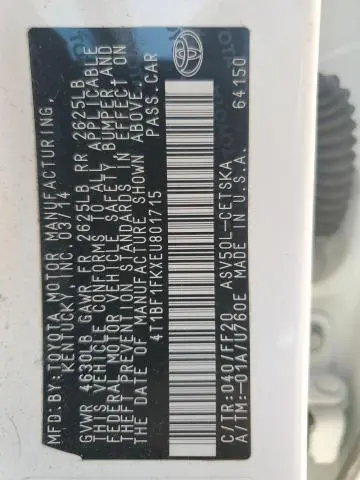 MFD. BY: TOYOTA MOTOR MANUFACTURING,
KENTUCKY, INC. 03/14
GVWR 4630LB GAWR FR 2625LB RR 2625LB
THIS VEHICLE CONFORMS TO ALL APPLICABLE
FEDERAL MOTOR VEHICLE SAFETY, BUMPER AND
THEFT PREVENTION STANDARDS IN EFFECT ON
THE DATE OF MANUFACTURE SHOWN ABOVE.
4T1BF1FKXEU801715 PASS.CAR
C/TR:040/FF20 ASV50L-CETSKA
A/TM:-01A/U760E
64150